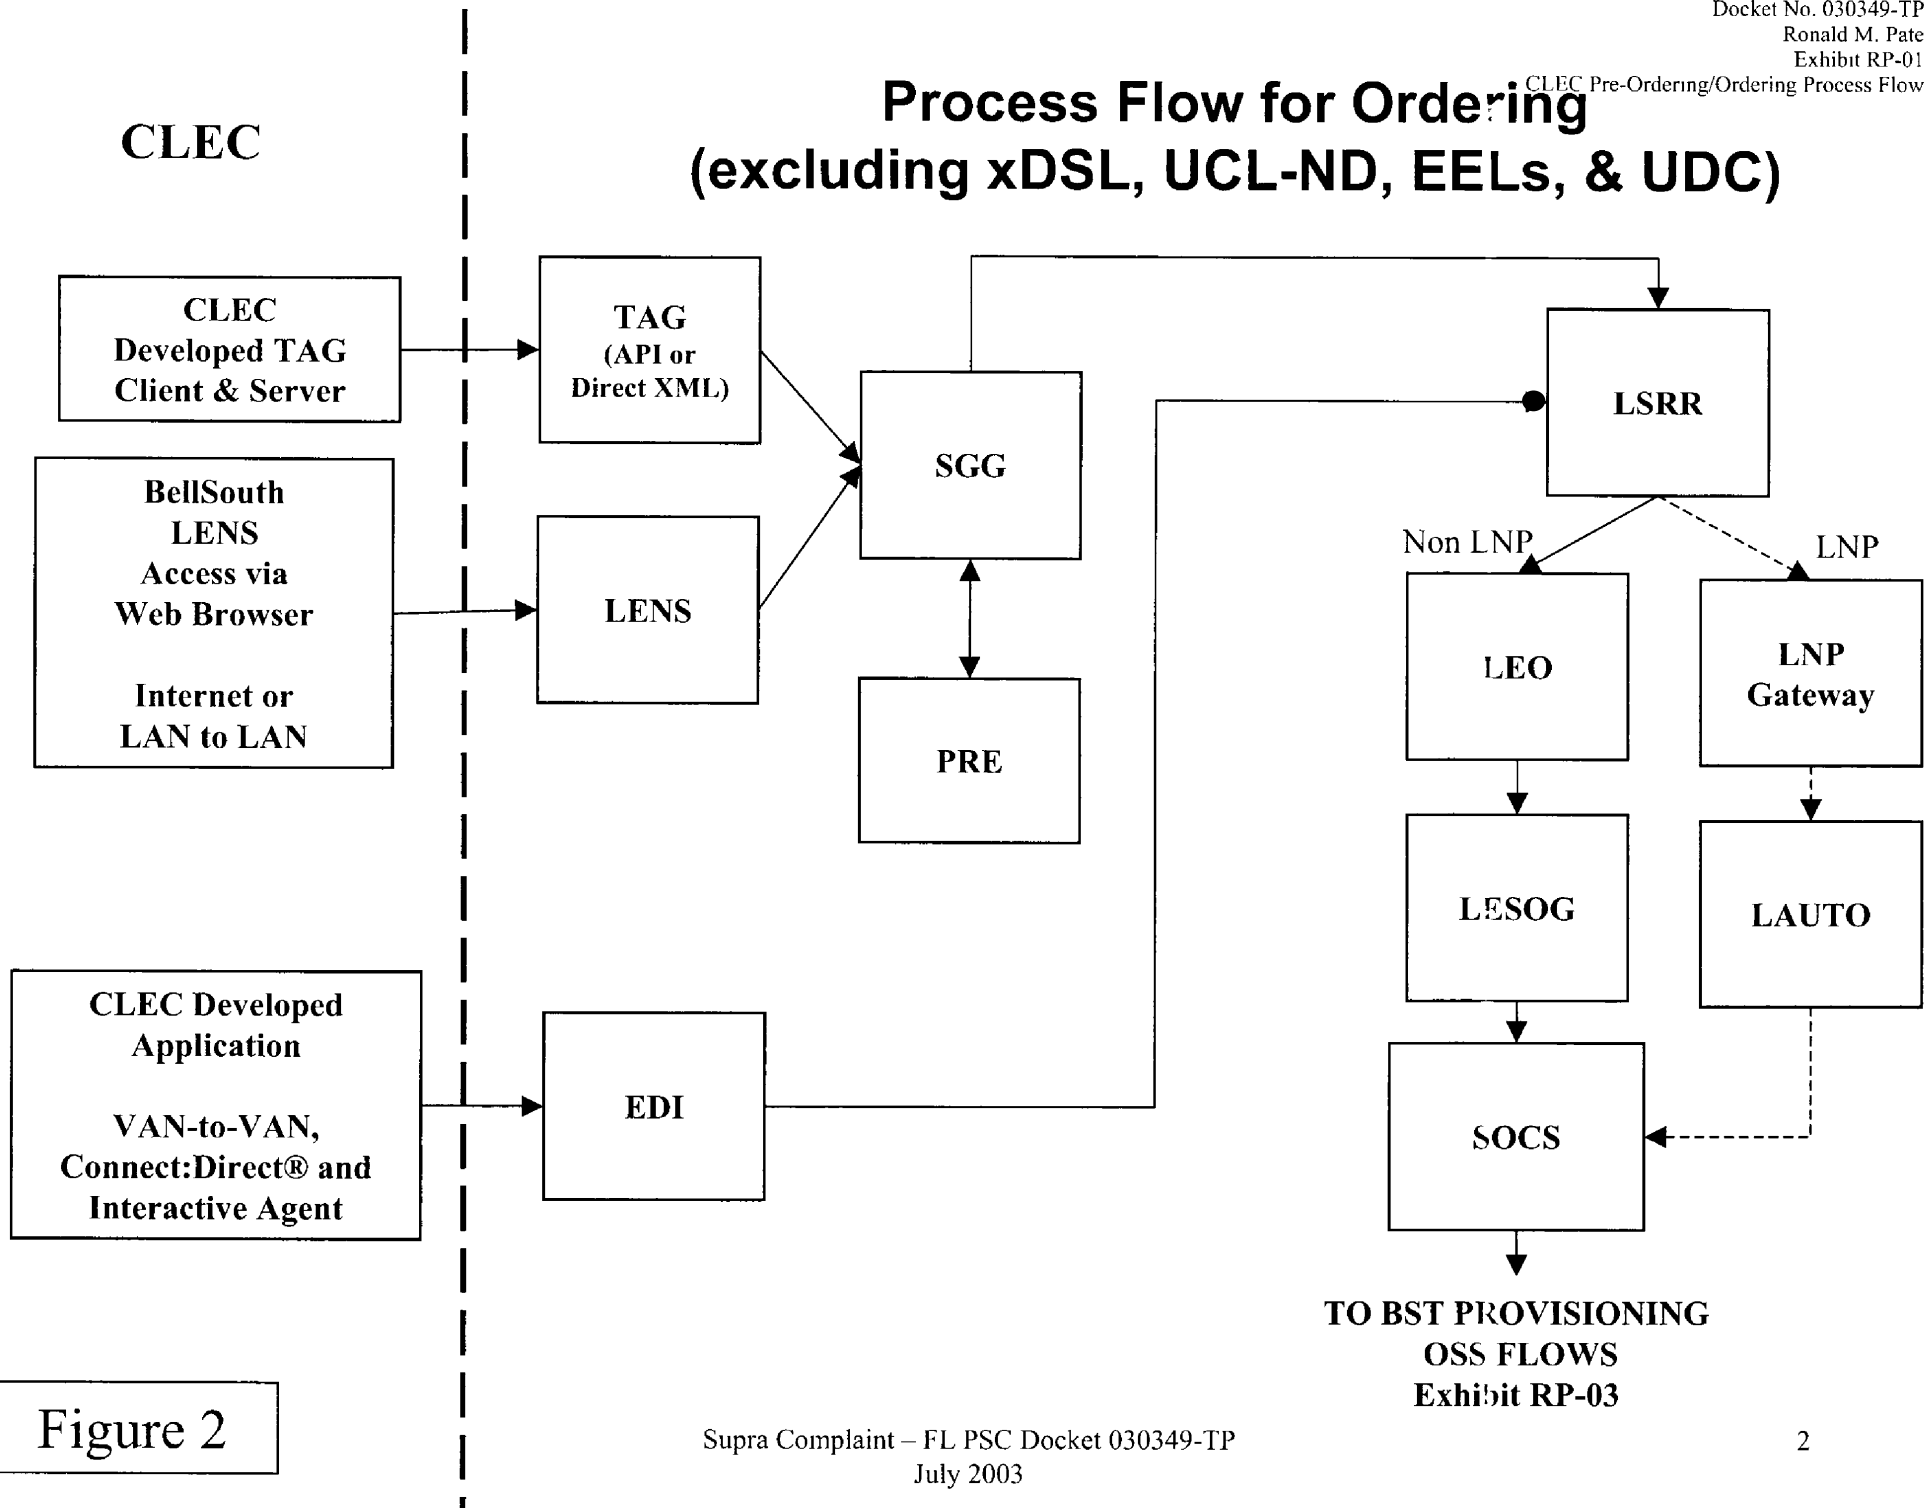 Docket No. 030349-TP
Ronald M. Pate
Exhibit RP-01
CLEC Pre-Ordering/Ordering Process Flow
Process Flow for Ordering
(excluding xDSL, UCL-ND, EELs, & UDC)
CLEC
CLEC
Developed TAG
Client & Server
TAG
(API or
Direct XML)
SGG
LSRR
BellSouth
LENS
Access via
Web Browser
Internet or
LAN to LAN
LENS
PRE
Non LNP
LNP
LEO
LNP
Gateway
LESOG
LAUTO
CLEC Developed
Application
VAN-to-VAN,
Connect:Direct® and
Interactive Agent
EDI
SOCS
TO BST PROVISIONING
OSS FLOWS
Exhibit RP-03
Figure 2
Supra Complaint – FL PSC Docket 030349-TP
July 2003
2